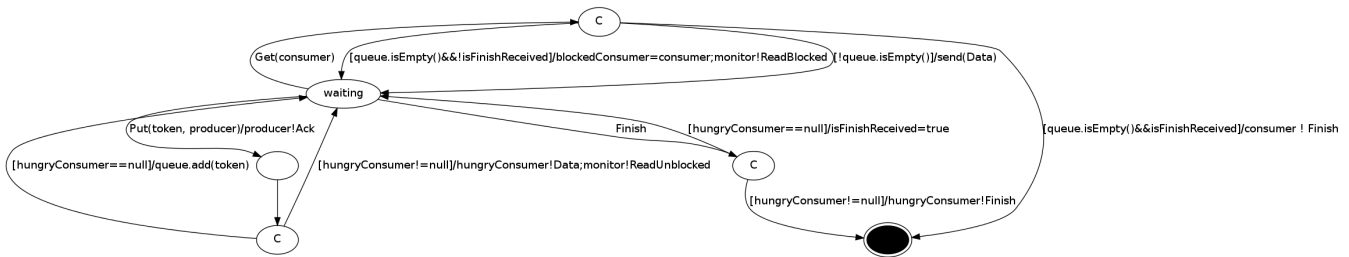 C
Get(consumer)
[queue.isEmpty()&&!isFinishReceived]/blockedConsumer=consumer;monitor!ReadBlocked
[!queue.isEmpty()]/send(Data)
waiting
Put(token, producer)/producer!Ack
Finish
[hungryConsumer==null]/isFinishReceived=true
[queue.isEmpty()&&isFinishReceived]/consumer ! Finish
[hungryConsumer==null]/queue.add(token)
[hungryConsumer!=null]/hungryConsumer!Data;monitor!ReadUnblocked
C
[hungryConsumer!=null]/hungryConsumer!Finish
C